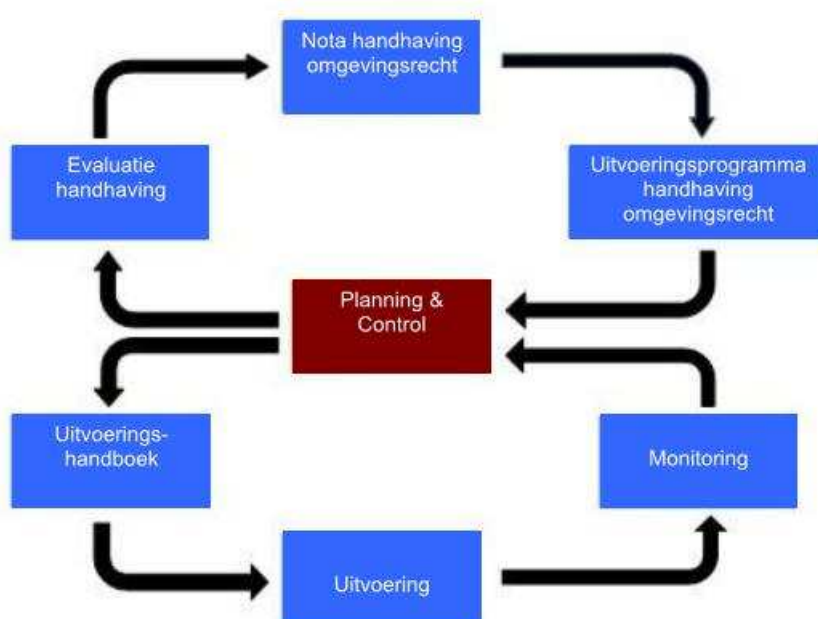 Nota handhaving
omgevingsrecht
Evaluatie
handhaving
Uitvoeringsprogramma
handhaving
omgevingsrecht
Planning &
Control
Uitvoerings-
handboek
Monitoring
Uitvoering